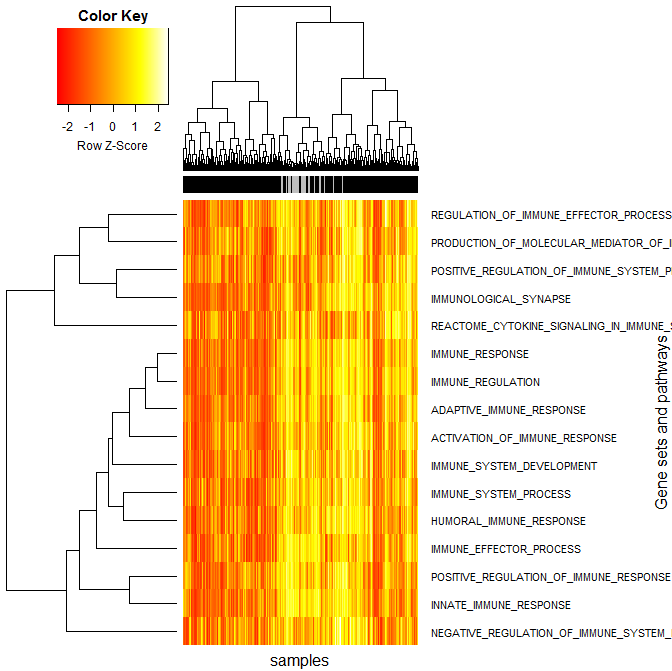 Color Key
-2 -1 0 1 2
Row Z-Score
REGULATION_OF_IMMUNE_EFFECTOR_PROCESS
PRODUCTION_OF_MOLECULAR_MEDIATOR_OF_I
POSITIVE_REGULATION_OF_IMMUNE_SYSTEM_P
IMMUNOLOGICAL_SYNAPSE
REACTOME_CYTOKINE_SIGNALING_IN_IMMUNE_S
IMMUNE_RESPONSE
IMMUNE_REGULATION
ADAPTIVE_IMMUNE_RESPONSE
ACTIVATION_OF_IMMUNE_RESPONSE
IMMUNE_SYSTEM_DEVELOPMENT
IMMUNE_SYSTEM_PROCESS
HUMORAL_IMMUNE_RESPONSE
IMMUNE_EFFECTOR_PROCESS
POSITIVE_REGULATION_OF_IMMUNE_RESPONSE
INNATE_IMMUNE_RESPONSE
NEGATIVE_REGULATION_OF_IMMUNE_SYSTEM_
Gene sets and pathways
samples